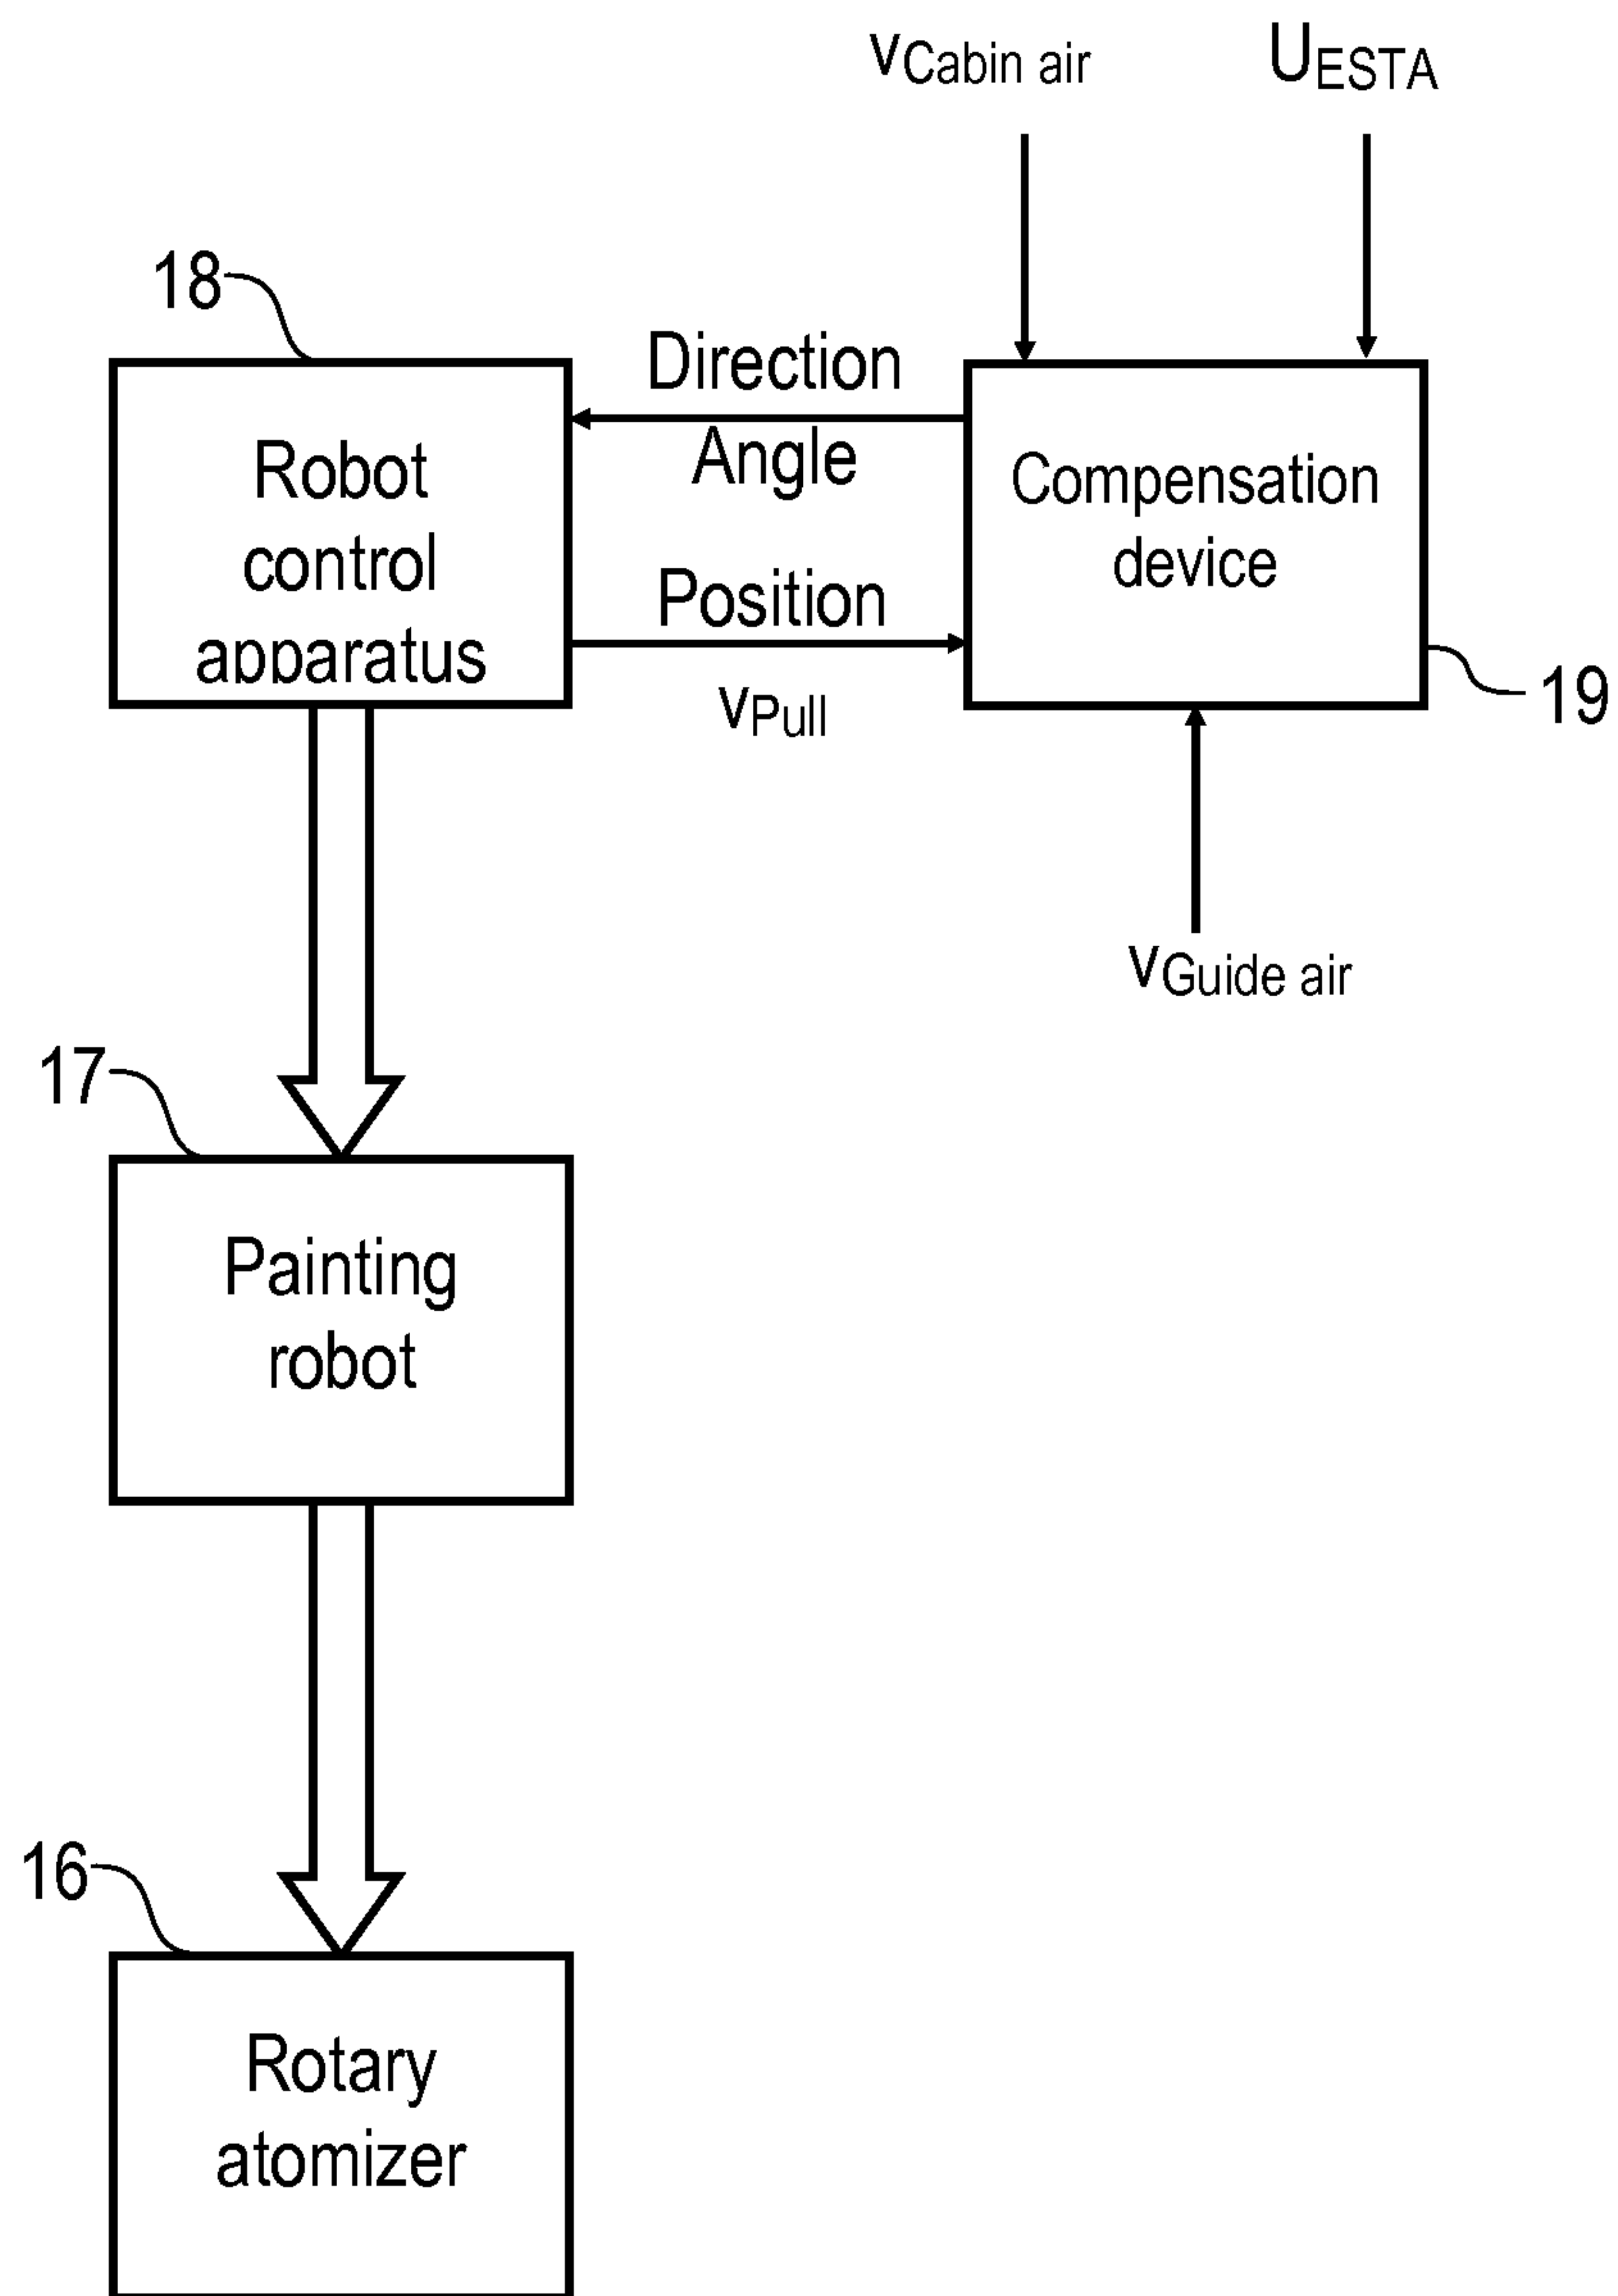 vCabin air
UESTA
18
Direction
Angle
Robot
control
apparatus
Compensation
device
Position
vPull
19
vGuide air
17
Painting
robot
16
Rotary
atomizer